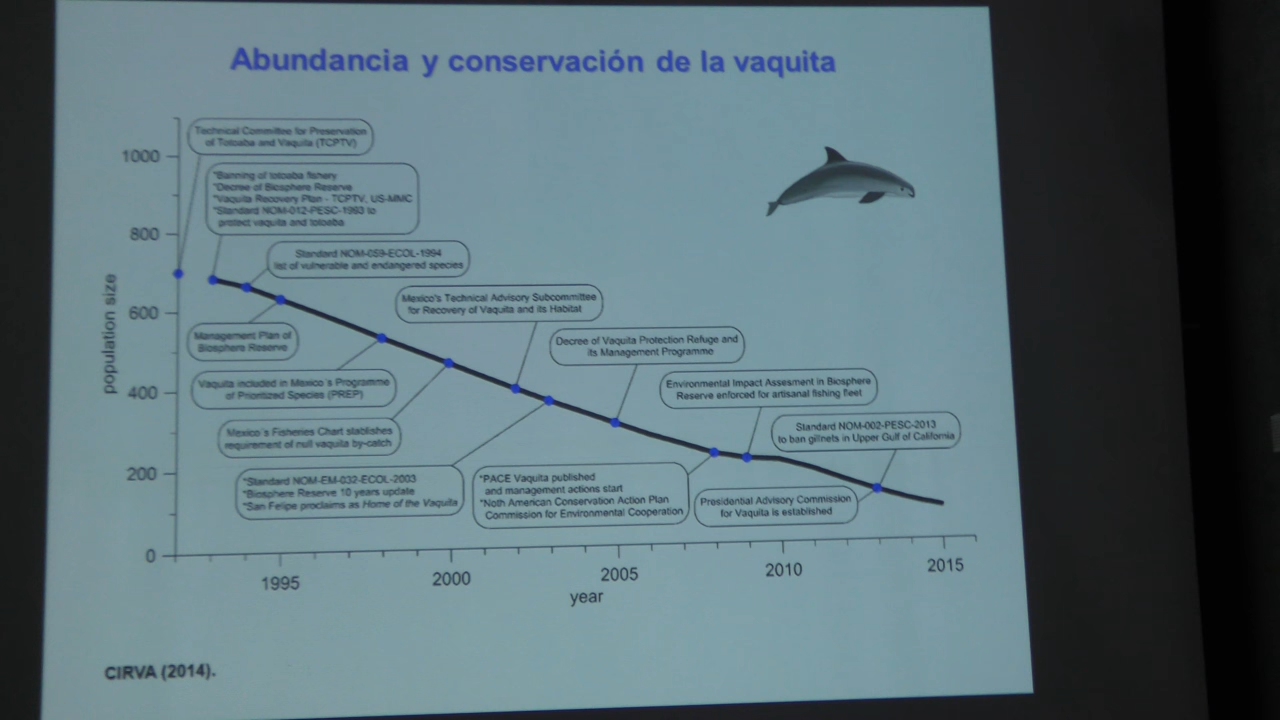 Abundancia y conservación de la vaquita
Technical Committee for Preservation
of Totoaba and Vaquita (TCPTV)
*Banning of totoaba fishery
*Decree of Biosphere Reserve
*Vaquita Recovery Plan - TCPTV, US-MMC
*Standard NOM-012-PESC-1993 to
protect vaquita and totoaba
Standard NOM-059-ECOL-1994
list of vulnerable and endangered species
Mexico's Technical Advisory Subcommittee
for Recovery of Vaquita and its Habitat
Decree of Vaquita Protection Refuge and
its Management Programme
Environmental Impact Assesment in Biosphere
Reserve enforced for artisanal fishing fleet
Standard NOM-002-PESC-2013
to ban gillnets in Upper Gulf of California
Management Plan of
Biosphere Reserve
Vaquita included in Mexico´s Programme
of Prioritized Species (PREP)
Mexico´s Fisheries Chart stablishes
requirement of null vaquita by-catch
*Standard NOM-EM-032-ECOL-2003
*Biosphere Reserve 10 years update
*San Felipe proclaims as Home of the Vaquita
*PACE Vaquita published
and management actions start
*Noth American Conservation Action Plan
Commission for Environmental Cooperation
Presidential Advisory Commission
for Vaquita is established
population size
1000
800
600
400
200
0
1995
2000
2005
2010
2015
year
CIRVA (2014).